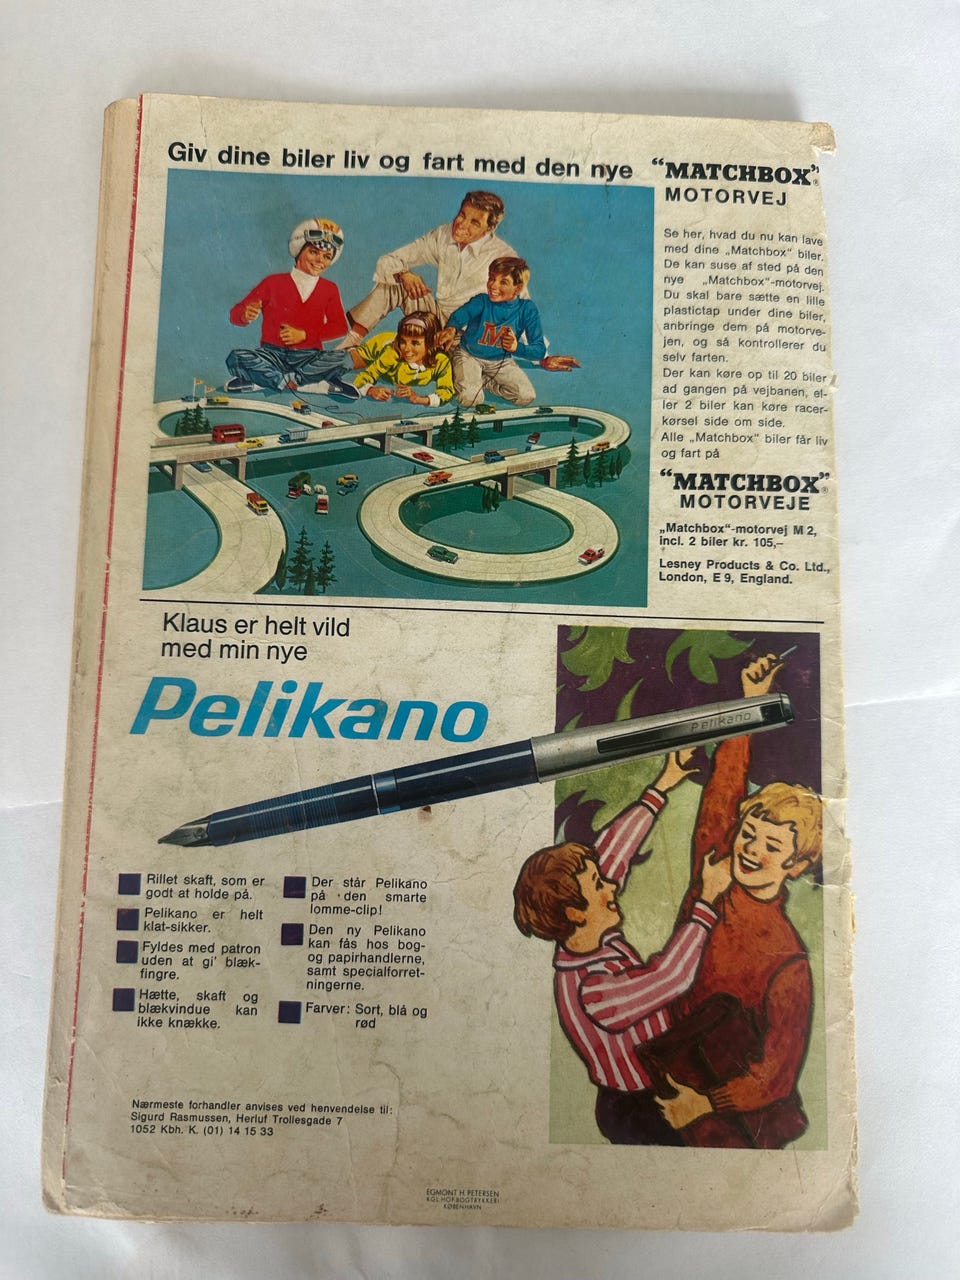 Giv dine biler liv og fart med den nye
“MATCHBOX”®
MOTORVEJ
Se her, hvad du nu kan lave
med dine „Matchbox“ biler.
De kan suse af sted på den
nye „Matchbox“-motorvej.
Du skal bare sætte en lille
plastictap under dine biler,
anbringe dem på motorve-
jen, og så kontrollerer du
selv farten.
Der kan køre op til 20 biler
ad gangen på vejbanen, el-
ler 2 biler kan køre racer-
kørsel side om side.
Alle „Matchbox“ biler får liv
og fart på
“MATCHBOX”®
MOTORVEJE
„Matchbox“-motorvej M 2,
incl. 2 biler kr. 105,–
Lesney Products & Co. Ltd.,
London, E 9, England.
M
M
Klaus er helt vild
med min nye
Pelikano
Pelikano
Rillet skaft, som er
godt at holde på.
Pelikano er helt
klat-sikker.
Fyldes med patron
uden at gi’ blæk-
fingre.
Hætte, skaft og
blækvindue kan
ikke knække.
Der står Pelikano
på den smarte
lomme-clip!
Den ny Pelikano
kan fås hos bog-
og papirhandlerne,
samt specialforret-
ningerne.
Farver: Sort, blå og
rød
Nærmeste forhandler anvises ved henvendelse til:
Sigurd Rasmussen, Herluf Trollesgade 7
1052 Kbh. K. (01) 14 15 33
EGMONT H. PETERSEN
KGL. HOF-BOGTRYKKERI
KØBENHAVN